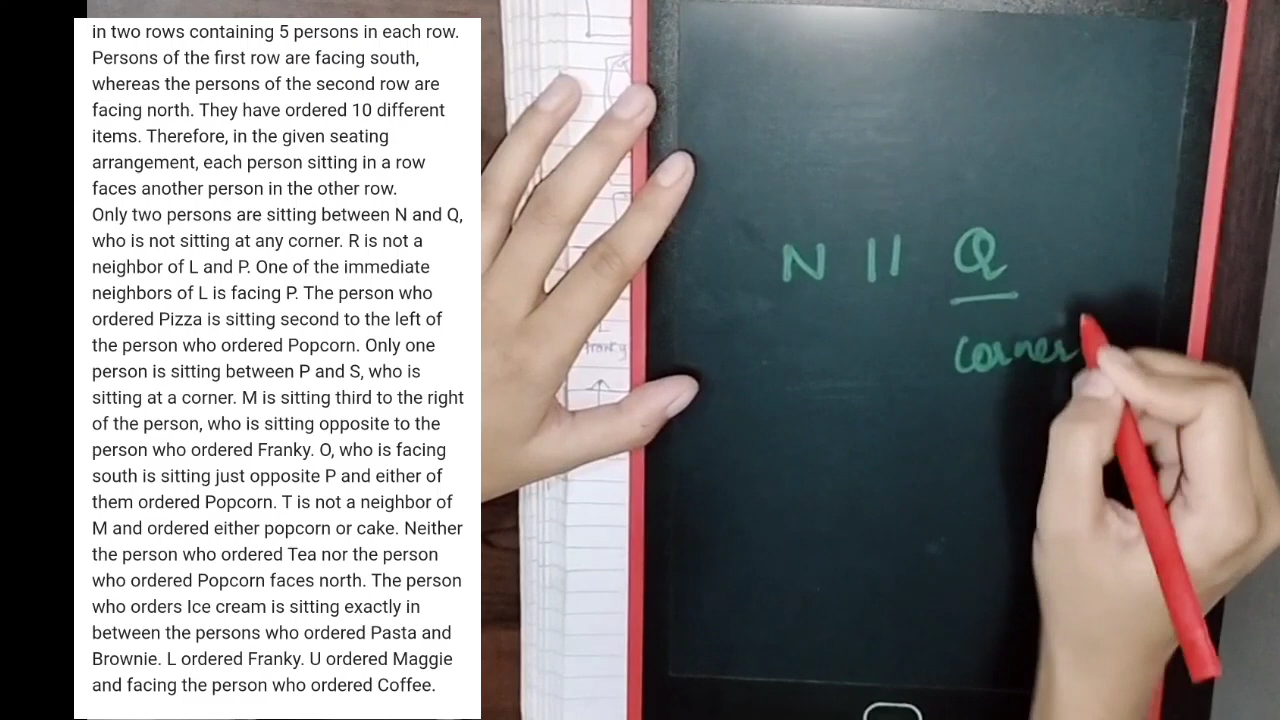 in two rows containing 5 persons in each row.
Persons of the first row are facing south,
whereas the persons of the second row are
facing north. They have ordered 10 different
items. Therefore, in the given seating
arrangement, each person sitting in a row
faces another person in the other row.
Only two persons are sitting between N and Q,
who is not sitting at any corner. R is not a
neighbor of L and P. One of the immediate
neighbors of L is facing P. The person who
ordered Pizza is sitting second to the left of
the person who ordered Popcorn. Only one
person is sitting between P and S, who is
sitting at a corner. M is sitting third to the right
of the person, who is sitting opposite to the
person who ordered Franky. O, who is facing
south is sitting just opposite P and either of
them ordered Popcorn. T is not a neighbor of
M and ordered either popcorn or cake. Neither
the person who ordered Tea nor the person
who ordered Popcorn faces north. The person
who orders Ice cream is sitting exactly in
between the persons who ordered Pasta and
Brownie. L ordered Franky. U ordered Maggie
and facing the person who ordered Coffee.
N || Q
corner